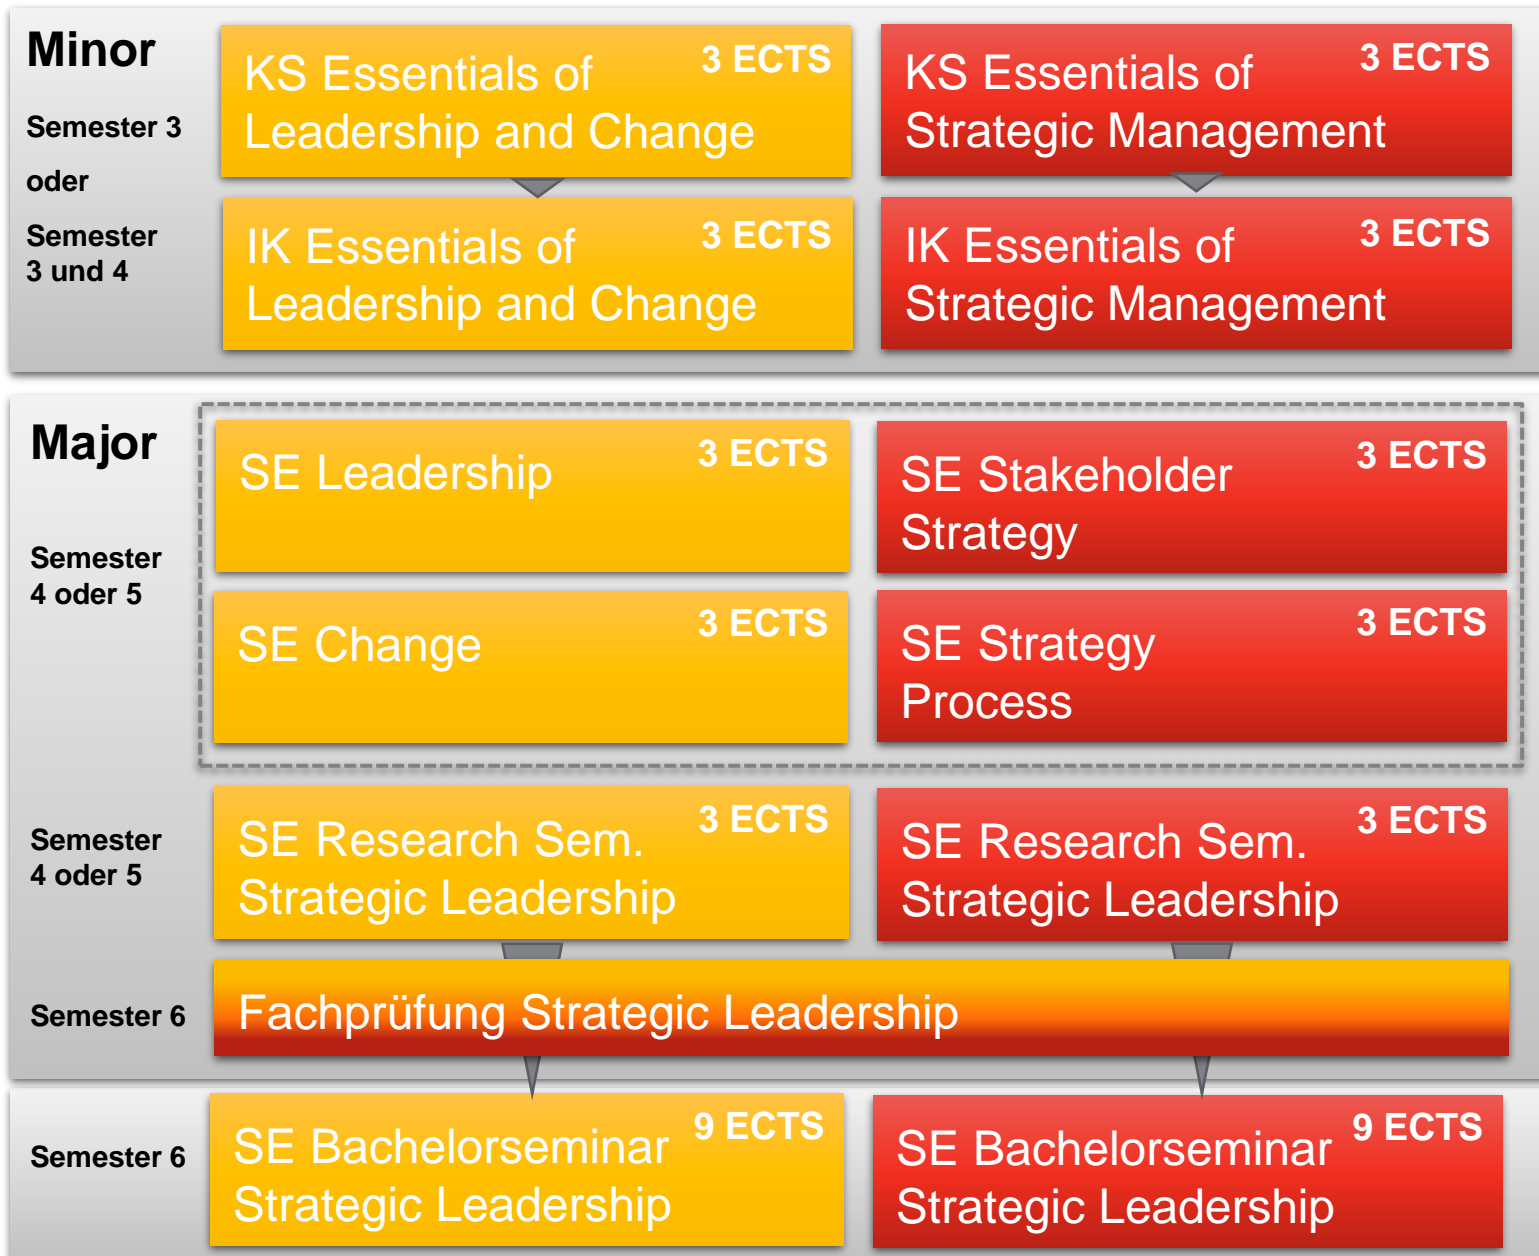 Minor
Semester 3
oder
Semester
3 und 4
KS Essentials of
Leadership and Change
3 ECTS
KS Essentials of
Strategic Management
3 ECTS
IK Essentials of
Leadership and Change
3 ECTS
IK Essentials of
Strategic Management
3 ECTS
Major
Semester
4 oder 5
SE Leadership
3 ECTS
SE Stakeholder
Strategy
3 ECTS
SE Change
3 ECTS
SE Strategy
Process
3 ECTS
Semester
4 oder 5
SE Research Sem.
Strategic Leadership
3 ECTS
SE Research Sem.
Strategic Leadership
3 ECTS
Semester 6
Fachprüfung Strategic Leadership
Semester 6
SE Bachelorseminar
Strategic Leadership
9 ECTS
SE Bachelorseminar
Strategic Leadership
9 ECTS